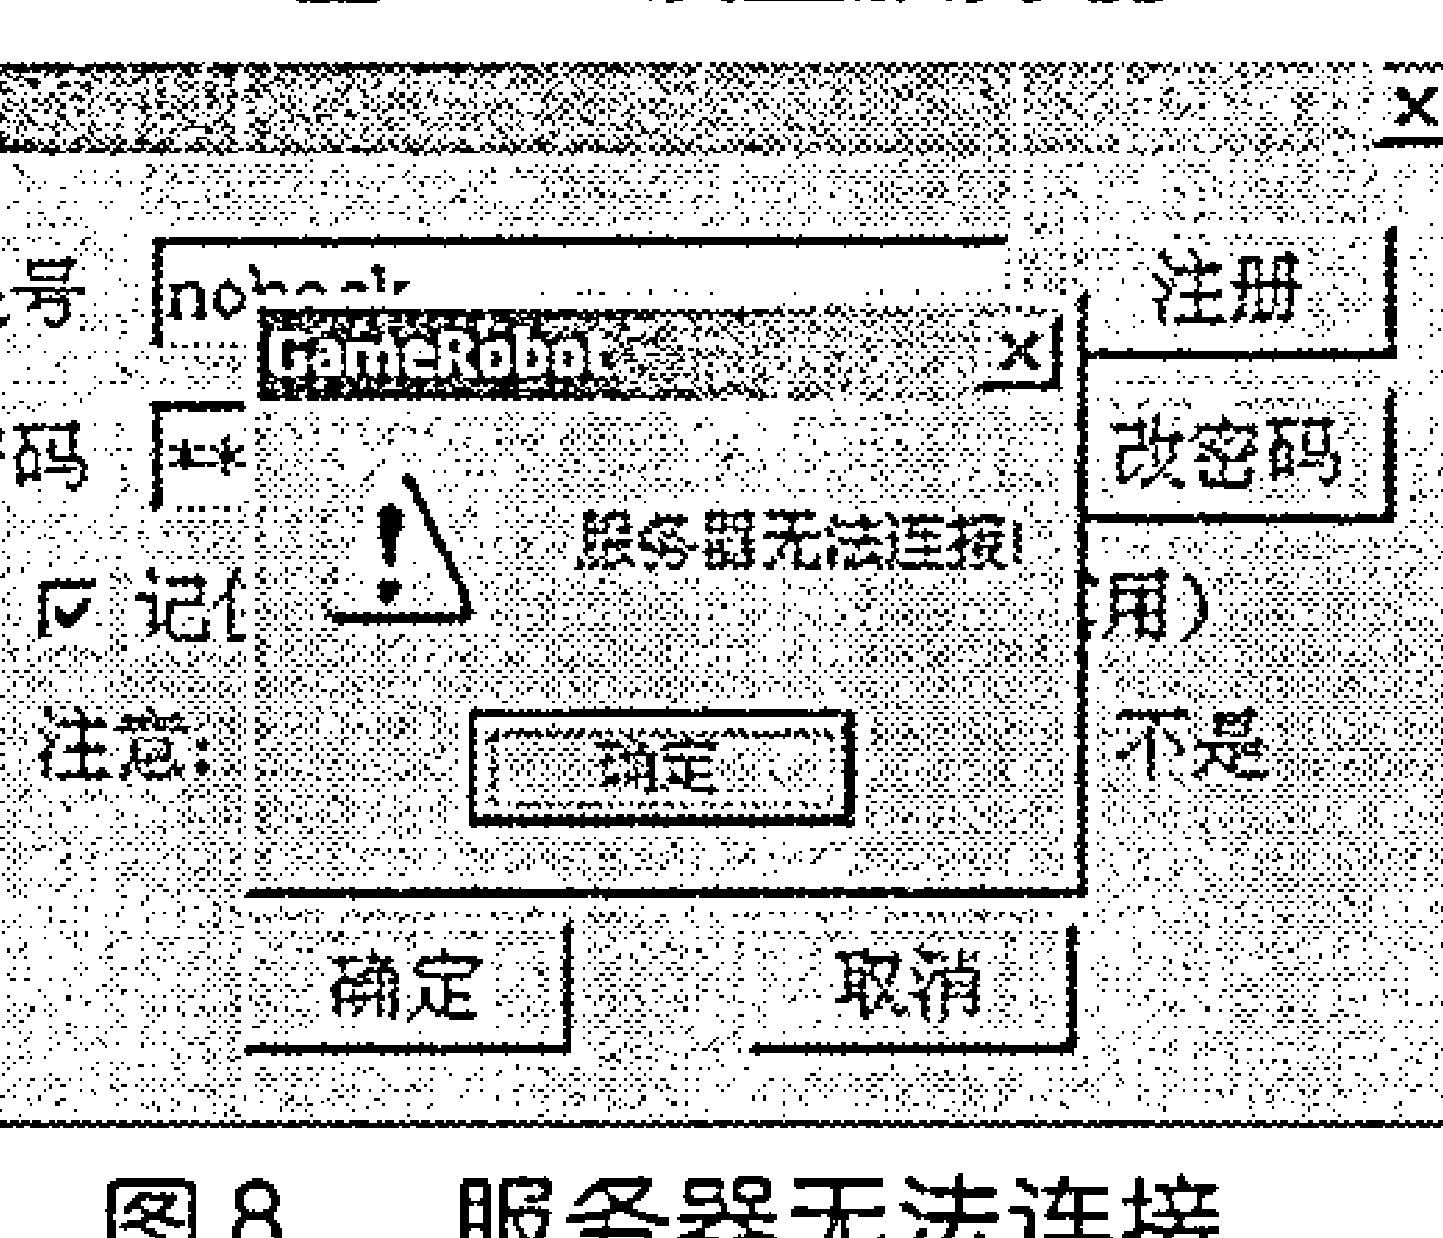 号
注册
GameRobot
码
**
改密码
服务器无法连接!
记
用)
注意:
不是
确定
确定
取消
图8 服务器无法连接